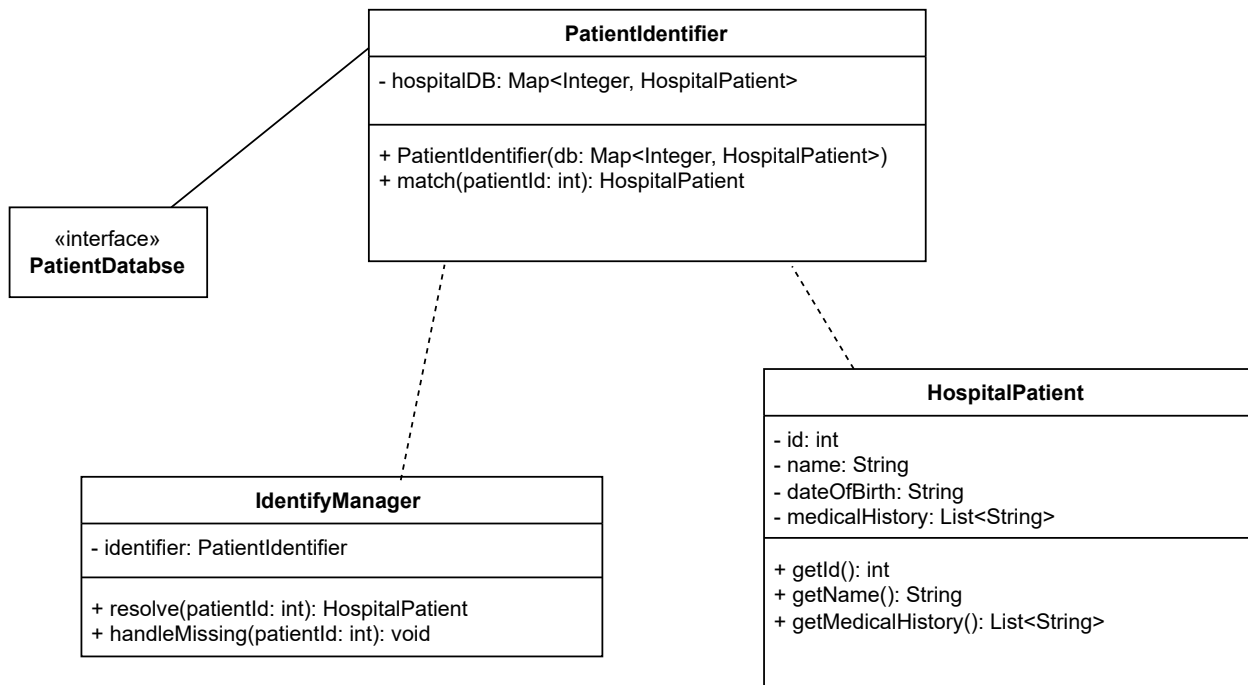 PatientIdentifier
- hospitalDB: Map<Integer, HospitalPatient>
+ PatientIdentifier(db: Map<Integer, HospitalPatient>)
+ match(patientId: int): HospitalPatient
«interface»
PatientDatabse
IdentifyManager
- identifier: PatientIdentifier
+ resolve(patientId: int): HospitalPatient
+ handleMissing(patientId: int): void
HospitalPatient
- id: int
- name: String
- dateOfBirth: String
- medicalHistory: List<String>
+ getId(): int
+ getName(): String
+ getMedicalHistory(): List<String>